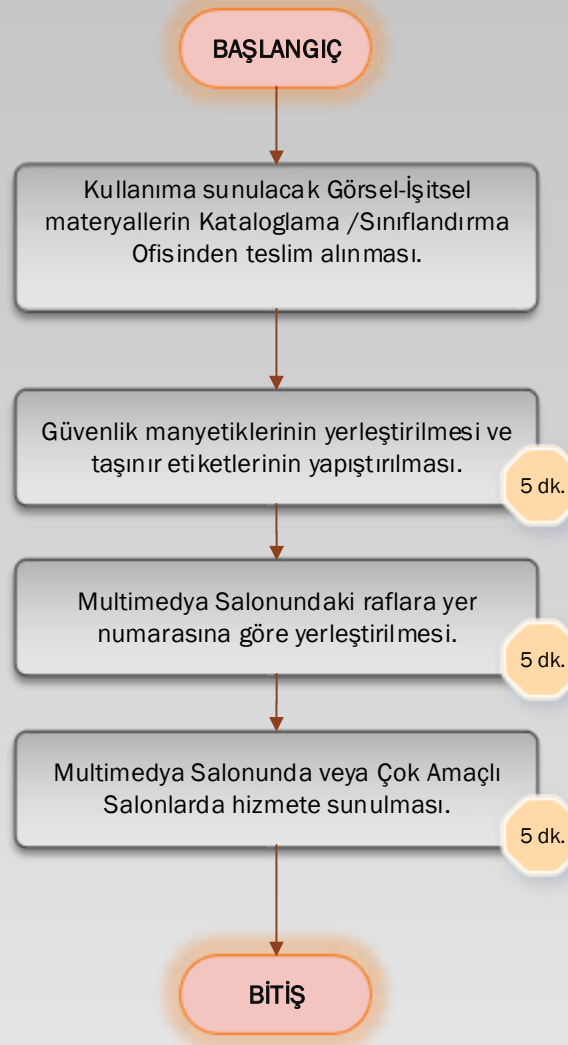 BAŞLANGIÇ
Kullanıma sunulacak Görsel-İşitsel
materyallerin Kataloglama /Sınıflandırma
Ofisinden teslim alınması.
Güvenlik manyetiklerinin yerleştirilmesi ve
taşınır etiketlerinin yapıştırılması.
5 dk.
Multimedya Salonundaki raflara yer
numarasına göre yerleştirilmesi.
5 dk.
Multimedya Salonunda veya Çok Amaçlı
Salonlarda hizmete sunulması.
5 dk.
BİTİŞ